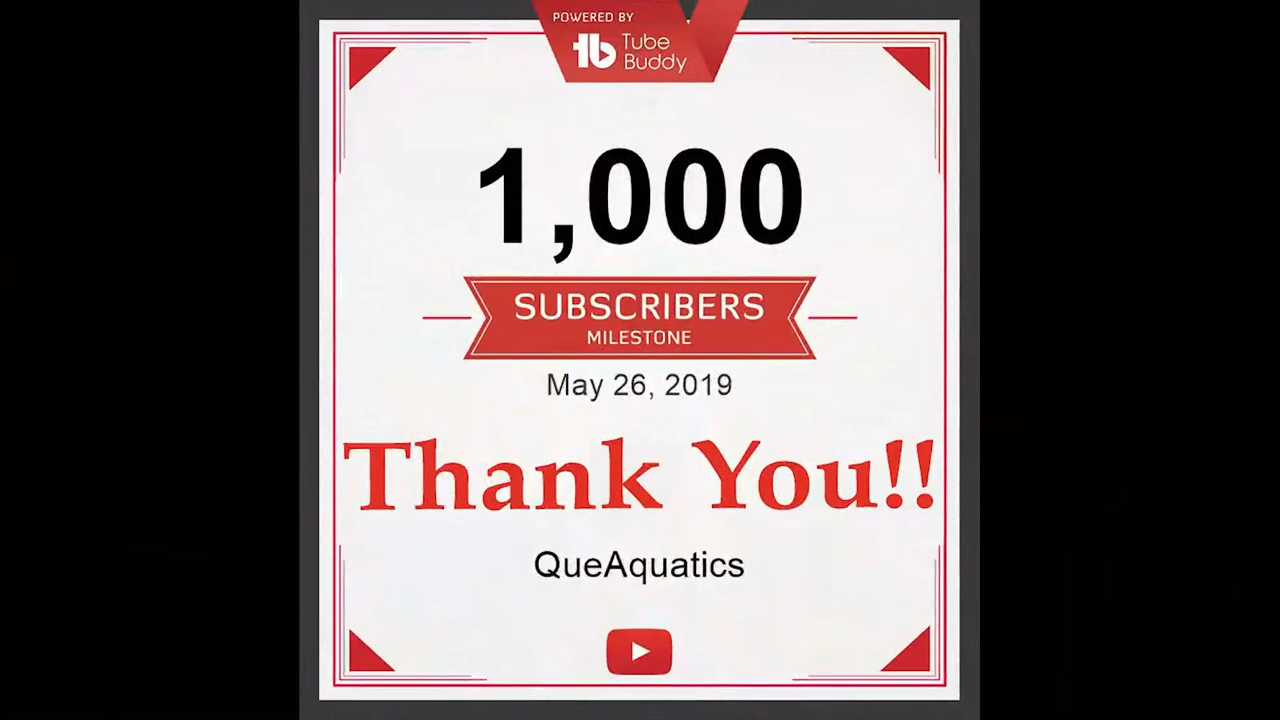 POWERED BY
tb Tube
Buddy
1,000
SUBSCRIBERS
MILESTONE
May 26, 2019
Thank You!!
QueAquatics